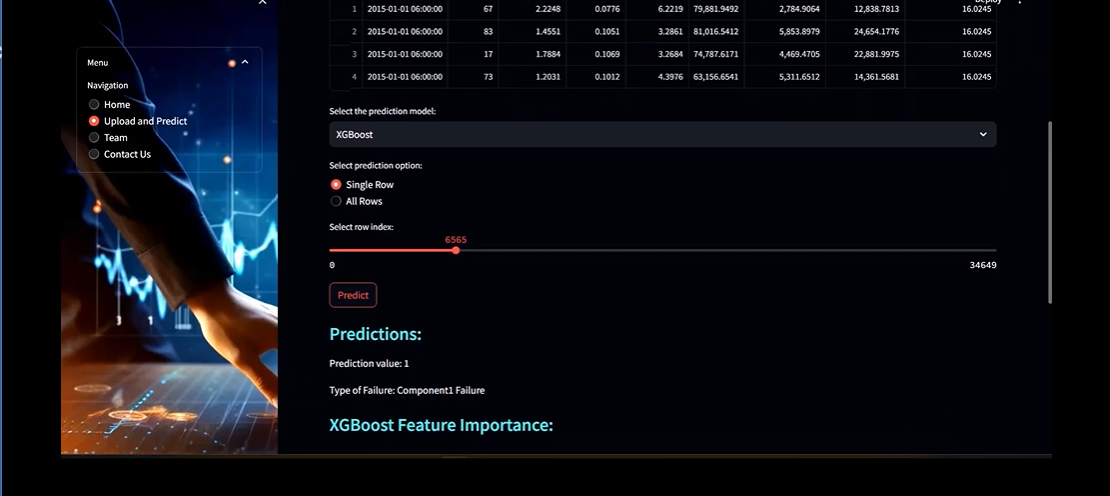 Deploy
1 2015-01-01 06:00:00 67 2.2248 0.0776 6.2219 79,881.9492 2,784.9064 12,838.7813 16.0245
2 2015-01-01 06:00:00 83 1.4551 0.1051 3.2861 81,016.5412 5,853.8979 24,654.1776 16.0245
3 2015-01-01 06:00:00 17 1.7884 0.1069 3.2684 74,787.6171 4,469.4705 22,881.9975 16.0245
4 2015-01-01 06:00:00 73 1.2031 0.1012 4.3976 63,156.6541 5,311.6512 14,361.5681 16.0245
Menu
Navigation
Home
Upload and Predict
Team
Contact Us
3 1
Select the prediction model:
XGBoost
Select prediction option:
Single Row
All Rows
Select row index:
6565
0 34649
Predict
Predictions:
Prediction value: 1
Type of Failure: Component1 Failure
XGBoost Feature Importance: